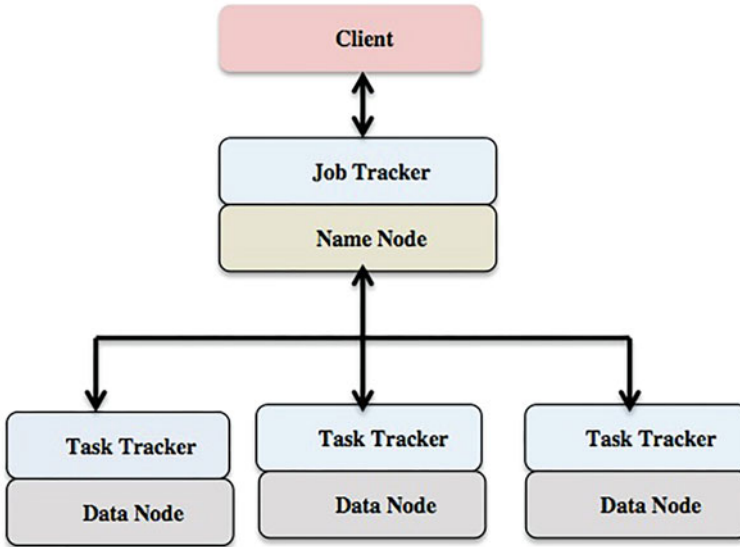 Client
Job Tracker
Name Node
Task Tracker
Data Node
Task Tracker
Data Node
Task Tracker
Data Node